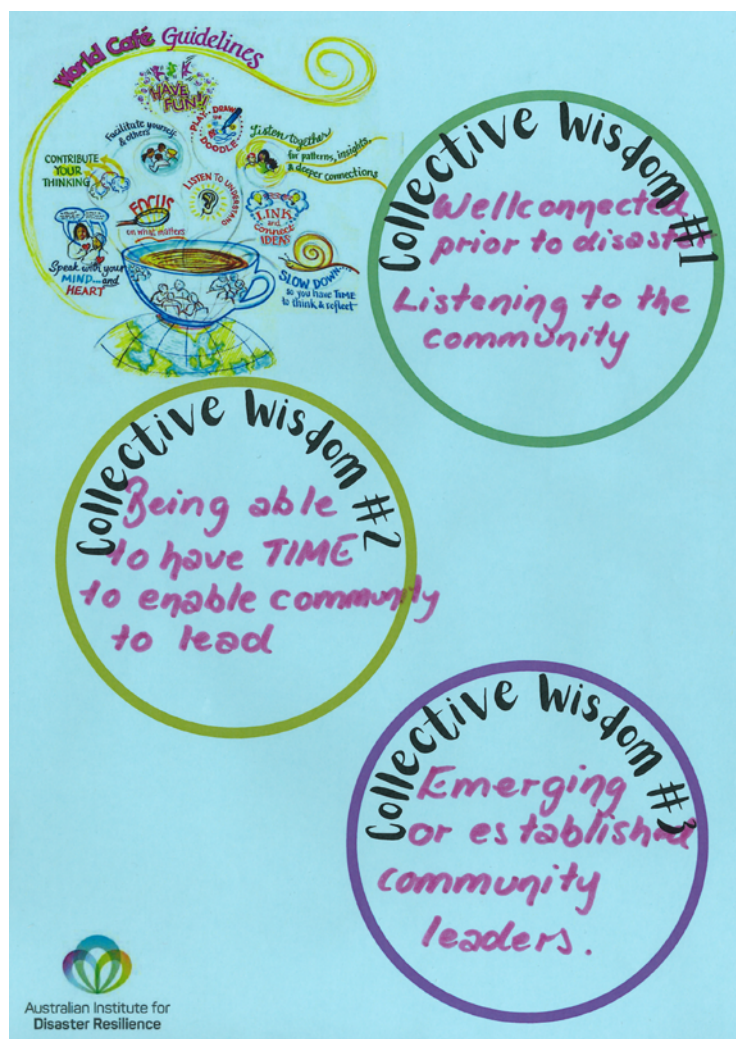 World Café Guidelines
HAVE
FUN!!
PLAY · DRAW
DOODLE
Facilitate yourself
& others
Listen together
for patterns, insights,
& deeper connections
CONTRIBUTE
YOUR
THINKING
LISTEN TO UNDERSTAND
FOCUS
on what matters
LINK
and
Connect
IDEAS
Speak with your
MIND...and
HEART
SLOW DOWN...
so you have TIME
to think & reflect
Collective Wisdom #1
Wellconnected
prior to disaster
Listening to the
community
Collective Wisdom #2
Being able
to have TIME
to enable community
to lead
Collective Wisdom #3
Emerging
or established
community
leaders.
Australian Institute for
Disaster Resilience